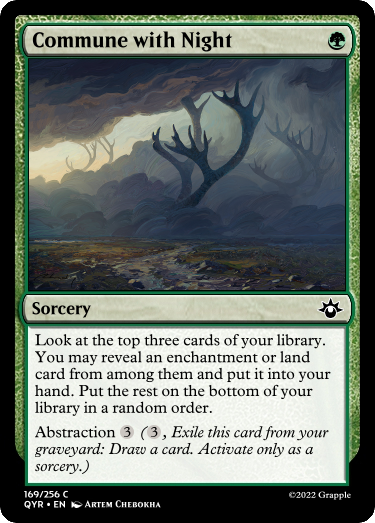 Commune with Night
Sorcery
Look at the top three cards of your library.
You may reveal an enchantment or land
card from among them and put it into your
hand. Put the rest on the bottom of your
library in a random order.
Abstraction 3 (3, Exile this card from your
graveyard: Draw a card. Activate only as a
sorcery.)
169/256 C
QYR • EN Artem Chebokha
©2022 Grapple